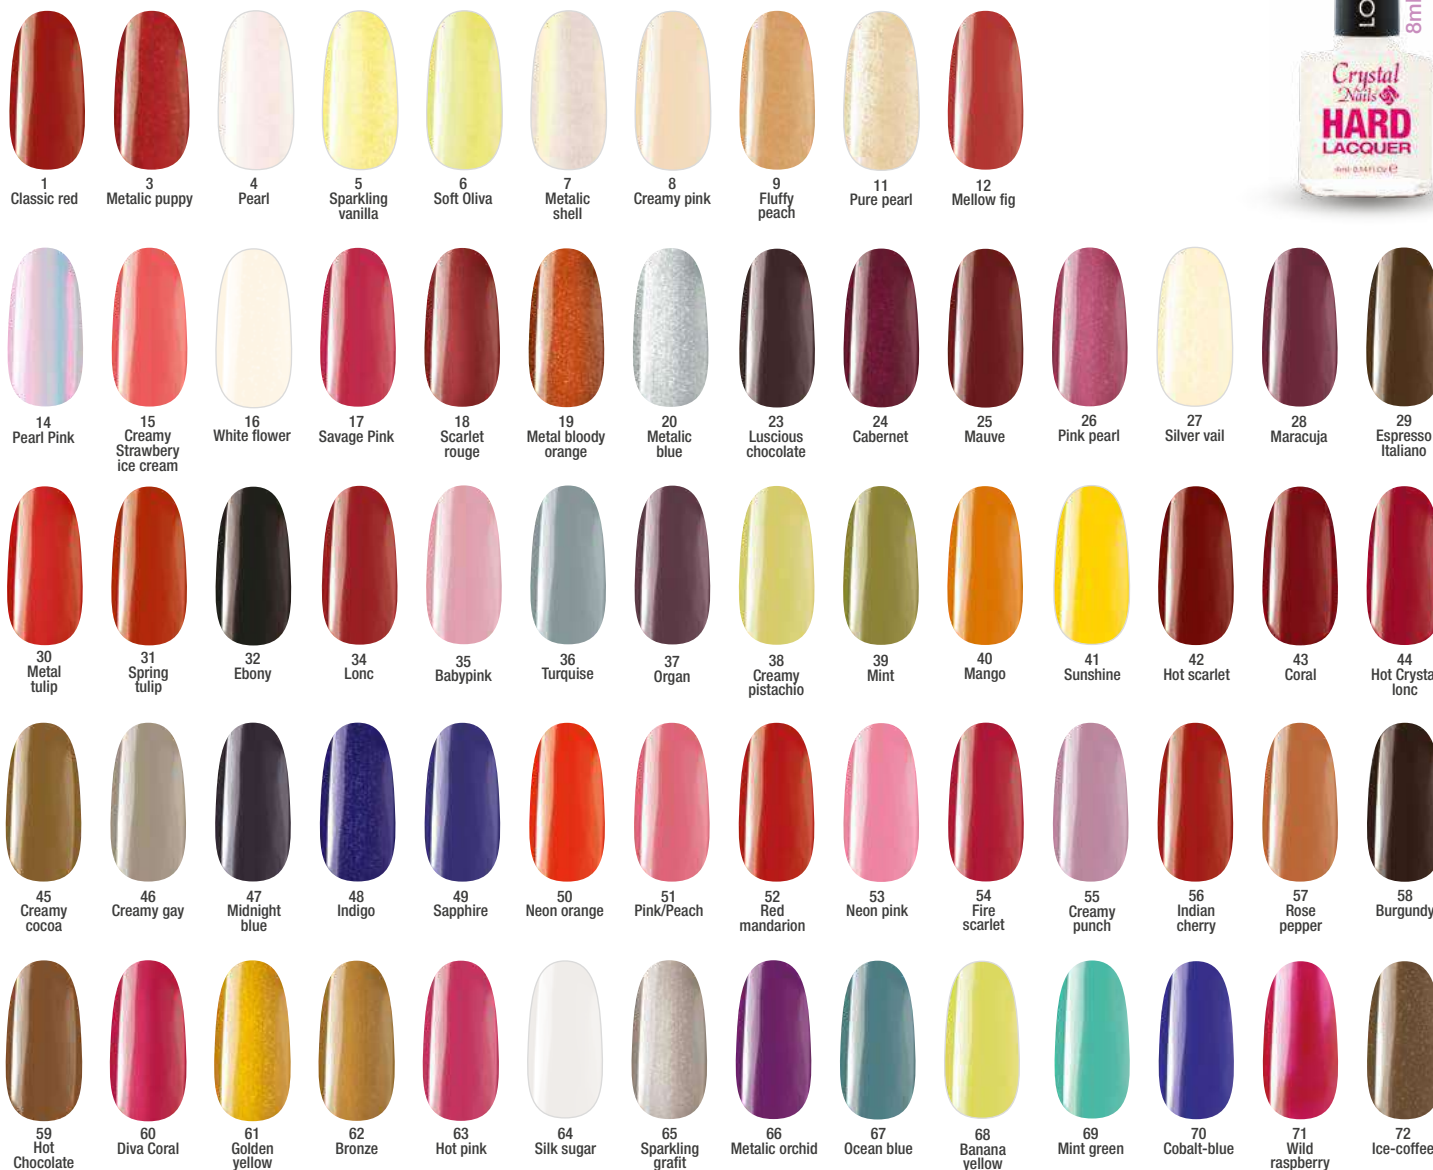 LO
8ml
Crystal
Nails
HARD
LACQUER
1
Classic red
3
Metalic puppy
4
Pearl
5
Sparkling
vanilla
6
Soft Oliva
7
Metalic
shell
8
Creamy pink
9
Fluffy
peach
11
Pure pearl
12
Mellow fig
14
Pearl Pink
15
Creamy
Strawbery
ice cream
16
White flower
17
Savage Pink
18
Scarlet
rouge
19
Metal bloody
orange
20
Metalic
blue
23
Luscious
chocolate
24
Cabernet
25
Mauve
26
Pink pearl
27
Silver vail
28
Maracuja
29
Espresso
Italiano
30
Metal
tulip
31
Spring
tulip
32
Ebony
34
Lonc
35
Babypink
36
Turquise
37
Organ
38
Creamy
pistachio
39
Mint
40
Mango
41
Sunshine
42
Hot scarlet
43
Coral
44
Hot Crysta
lonc
45
Creamy
cocoa
46
Creamy gay
47
Midnight
blue
48
Indigo
49
Sapphire
50
Neon orange
51
Pink/Peach
52
Red
mandarion
53
Neon pink
54
Fire
scarlet
55
Creamy
punch
56
Indian
cherry
57
Rose
pepper
58
Burgundy
59
Hot
Chocolate
60
Diva Coral
61
Golden
yellow
62
Bronze
63
Hot pink
64
Silk sugar
65
Sparkling
grafit
66
Metalic orchid
67
Ocean blue
68
Banana
yellow
69
Mint green
70
Cobalt-blue
71
Wild
raspberry
72
Ice-coffee